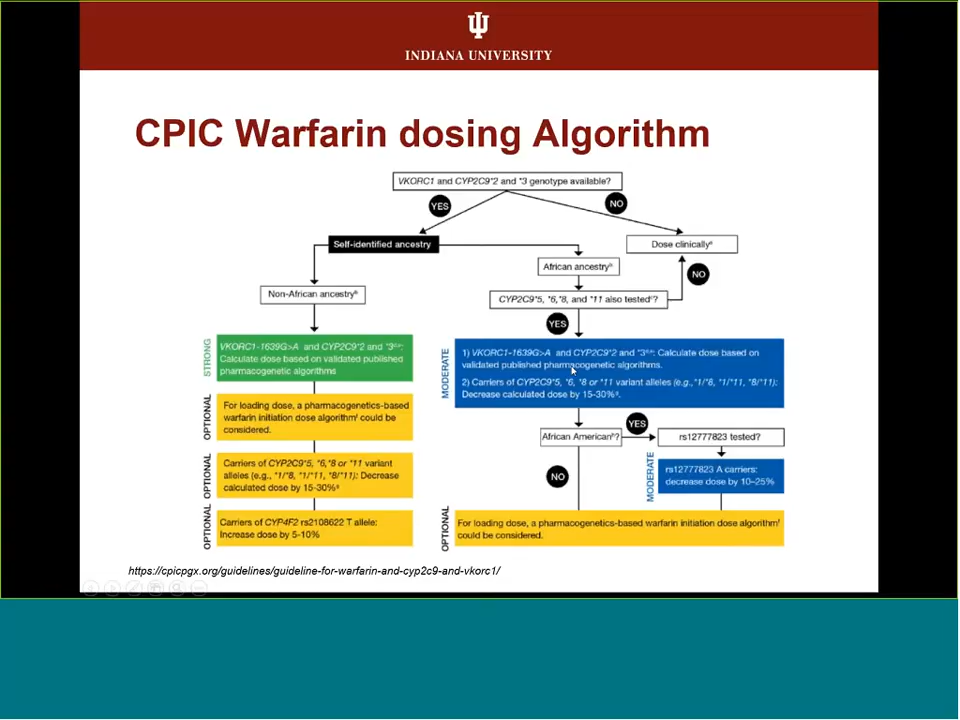 INDIANA UNIVERSITY
CPIC Warfarin dosing Algorithm
VKORC1 and CYP2C9*2 and *3 genotype available?
YES
NO
Self-identified ancestry
Dose clinicallyᵃ
African ancestryᵇ
NO
Non-African ancestryᵇ
CYP2C9*5, *6,*8, and *11 also testedᶜ?
YES
STRONG
VKORC1-1639G>A and CYP2C9*2 and *3
Calculate dose based on validated published
pharmacogenetic algorithms
MODERATE
1) VKORC1-1639G>A and CYP2C9*2 and *3 Calculate dose based on
validated published pharmacogenetic algorithms.
2) Carriers of CYP2C9*5, *6, *8 or *11 variant alleles (e.g.,*1/*8, *1/*11, *8/*11):
Decrease calculated dose by 15-30%
OPTIONAL
For loading dose, a pharmacogenetics-based
warfarin initiation dose algorithm could be
considered.
African American ?
YES
rs12777823 tested?
OPTIONAL
Carriers of CYP2C9*5, *6,*8 or *11 variant
alleles (e.g., *1/*8, *1/*11, *8/*11): Decrease
calculated dose by 15-30%
NO
MODERATE
rs12777823 A carriers:
decrease dose by 10–25%
OPTIONAL
Carriers of CYP4F2 rs2108622 T allele:
Increase dose by 5-10%
OPTIONAL
For loading dose, a pharmacogenetics-based warfarin initiation dose algorithm
could be considered.
https://cpicpgx.org/guidelines/guideline-for-warfarin-and-cyp2c9-and-vkorc1/